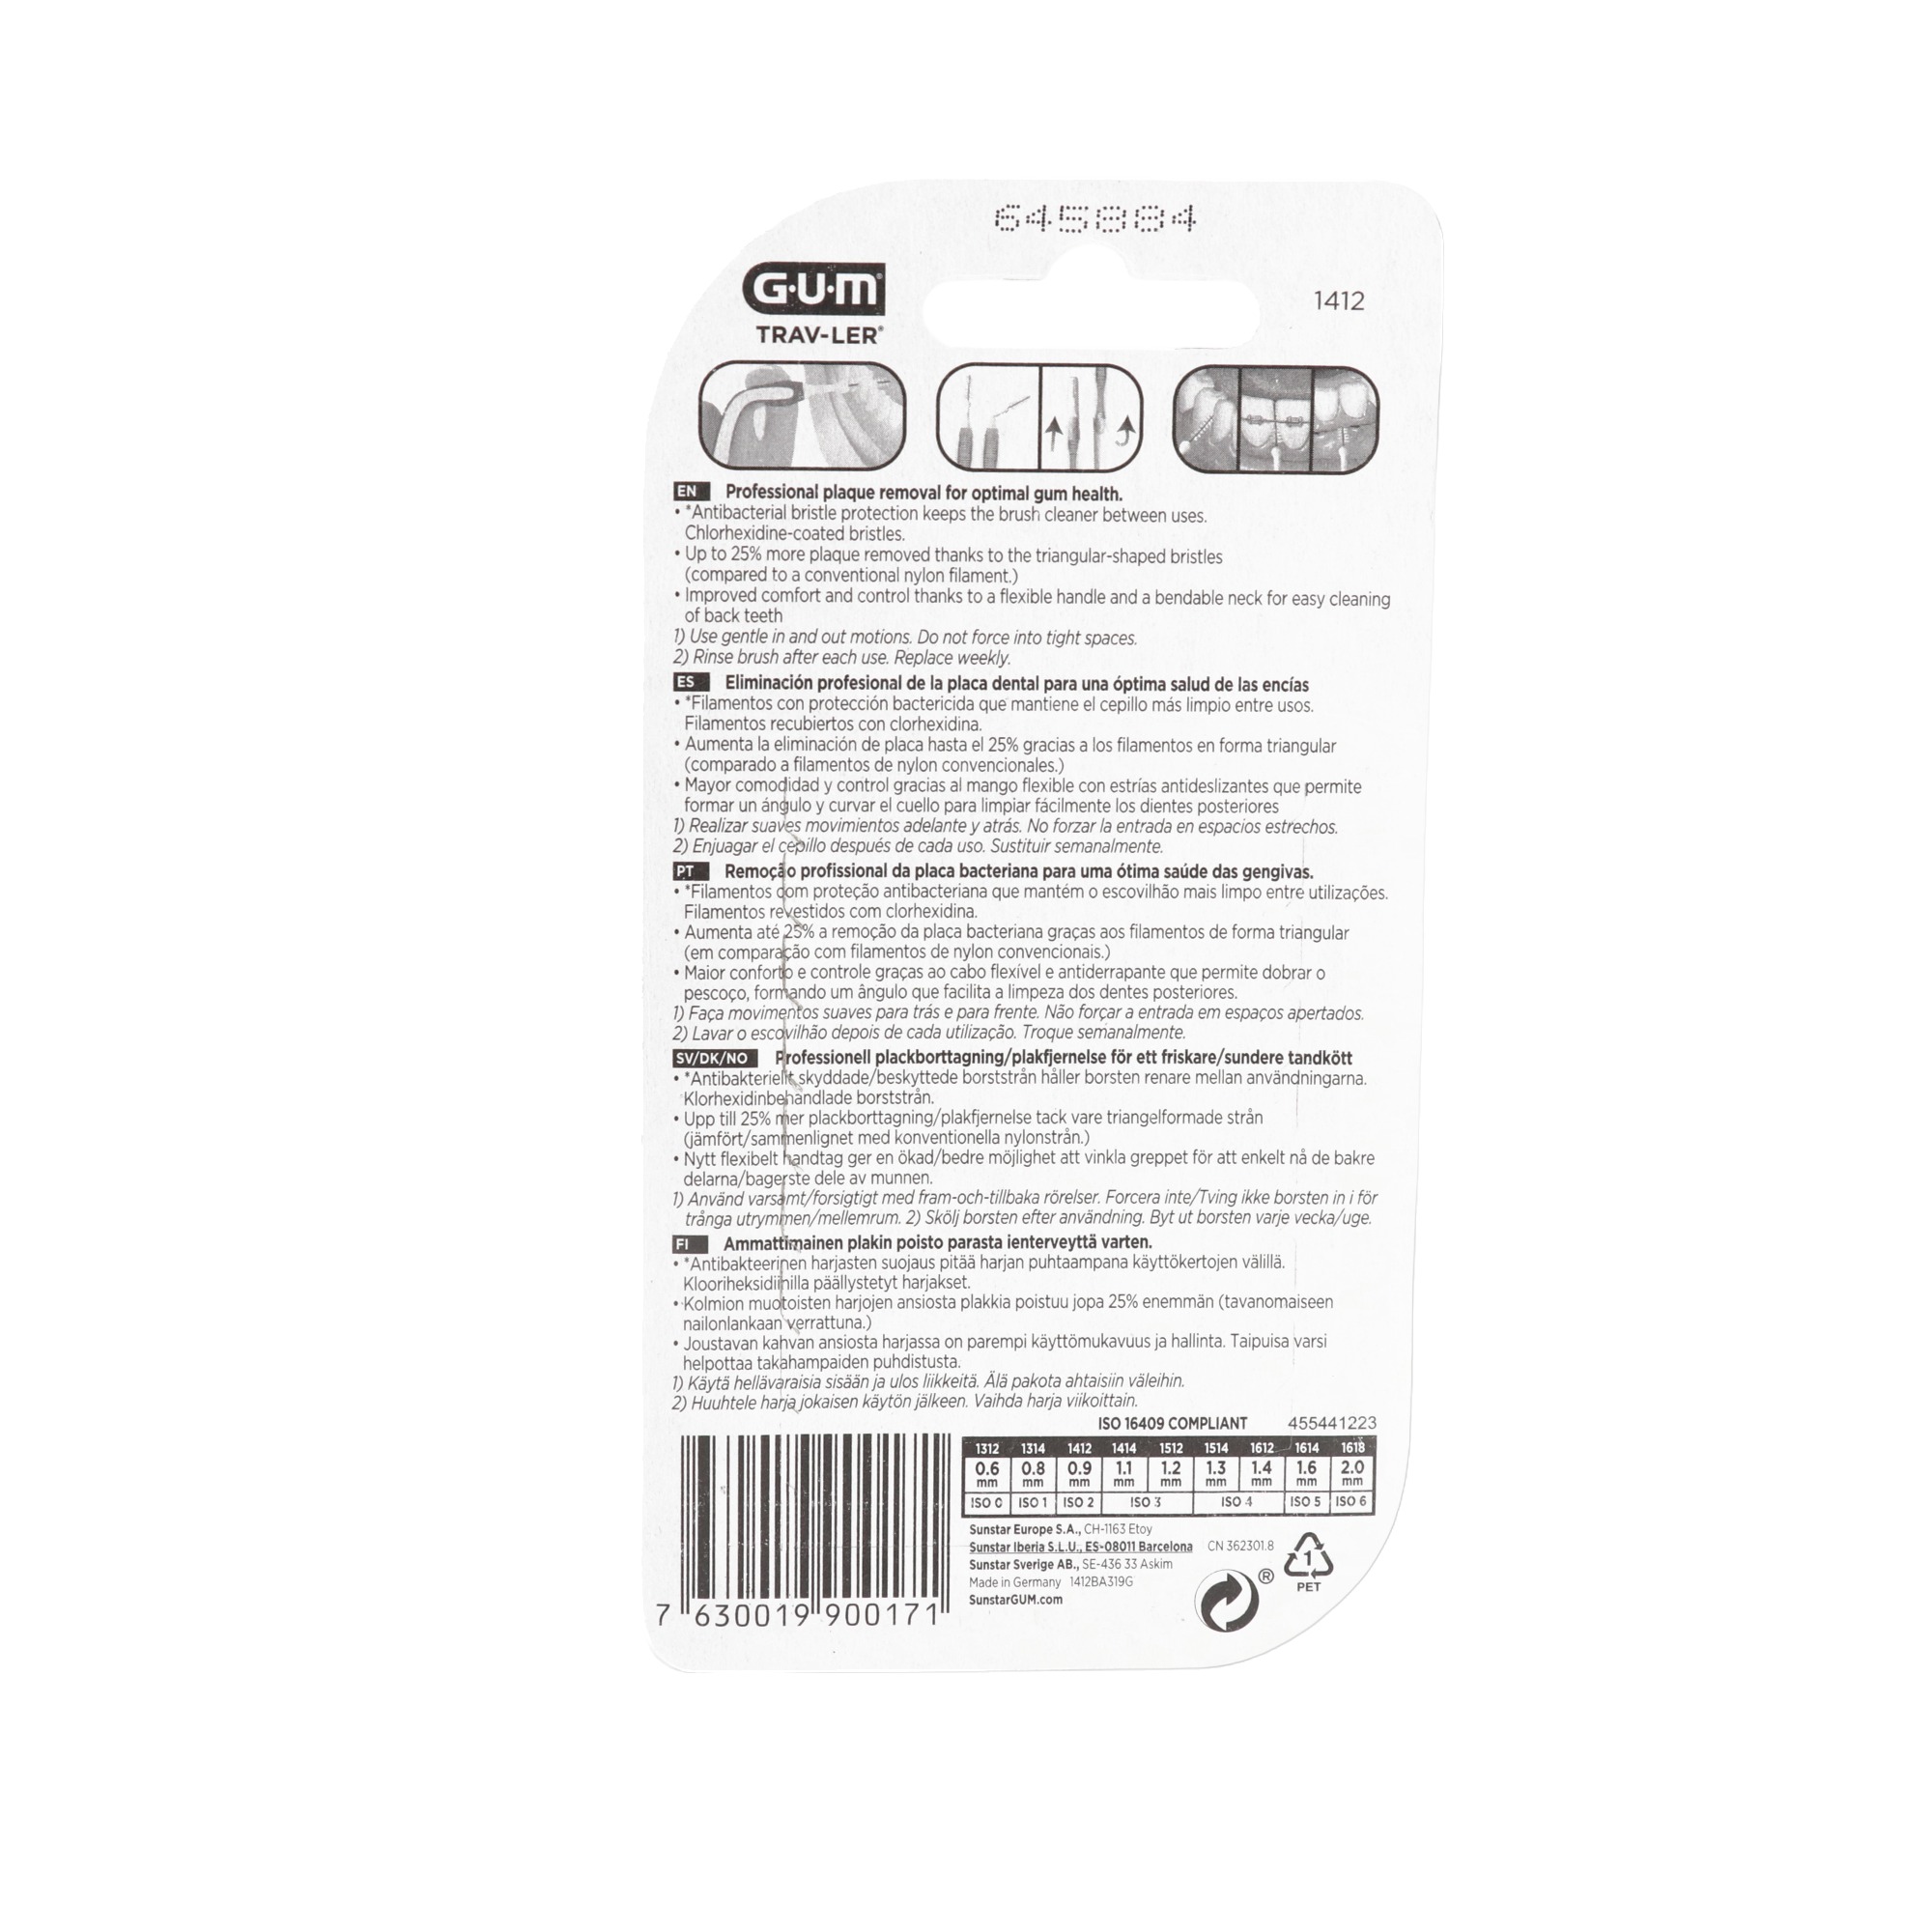 645884
G·U·M®
1412
TRAV-LER®
EN Professional plaque removal for optimal gum health.
• *Antibacterial bristle protection keeps the brush cleaner between uses.
Chlorhexidine-coated bristles.
• Up to 25% more plaque removed thanks to the triangular-shaped bristles
(compared to a conventional nylon filament.)
• Improved comfort and control thanks to a flexible handle and a bendable neck for easy cleaning
of back teeth
1) Use gentle in and out motions. Do not force into tight spaces.
2) Rinse brush after each use. Replace weekly.
ES Eliminación profesional de la placa dental para una óptima salud de las encías
• *Filamentos con protección bactericida que mantiene el cepillo más limpio entre usos.
Filamentos recubiertos con clorhexidina.
• Aumenta la eliminación de placa hasta el 25% gracias a los filamentos en forma triangular
(comparado a filamentos de nylon convencionales.)
• Mayor comodidad y control gracias al mango flexible con estrías antideslizantes que permite
formar un ángulo y curvar el cuello para limpiar fácilmente los dientes posteriores
1) Realizar suaves movimientos adelante y atrás. No forzar la entrada en espacios estrechos.
2) Enjuagar el cepillo después de cada uso. Sustituir semanalmente.
PT Remoção profissional da placa bacteriana para uma ótima saúde das gengivas.
• *Filamentos com proteção antibacteriana que mantém o escovilhão mais limpo entre utilizações.
Filamentos revestidos com clorhexidina.
• Aumenta até 25% a remoção da placa bacteriana graças aos filamentos de forma triangular
(em comparação com filamentos de nylon convencionais.)
• Maior conforto e controle graças ao cabo flexível e antiderrapante que permite dobrar o
pescoço, formando um ângulo que facilita a limpeza dos dentes posteriores.
1) Faça movimentos suaves para trás e para frente. Não forçar a entrada em espaços apertados.
2) Lavar o escovilhão depois de cada utilização. Troque semanalmente.
SV/DK/NO Professionell plackborttagning/plakfjernelse för ett friskare/sundere tandkött
• *Antibakteriellt skyddade/beskyttede borststrån håller borsten renare mellan användningarna.
Klorhexidinbehandlade borststrån.
• Upp till 25% mer plackborttagning/plakfjernelse tack vare triangelformade strån
(jämfört/sammenlignet med konventionella nylonstrån.)
• Nytt flexibelt handtag ger en ökad/bedre möjlighet att vinkla greppet för att enkelt nå de bakre
delarna/bagerste dele av munnen.
1) Använd varsamt/forsigtigt med fram-och-tillbaka rörelser. Forcera inte/Tving ikke borsten in i för
trånga utrymmen/mellemrum. 2) Skölj borsten efter användning. Byt ut borsten varje vecka/uge.
FI Ammattimainen plakin poisto parasta ienterveyttä varten.
• *Antibakteerinen harjasten suojaus pitää harjan puhtaampana käyttökertojen välillä.
Klooriheksidiinilla päällystetyt harjakset.
• Kolmion muotoisten harjojen ansiosta plakkia poistuu jopa 25% enemmän (tavanomaiseen
nailonlankaan verrattuna.)
• Joustavan kahvan ansiosta harjassa on parempi käyttömukavuus ja hallinta. Taipuisa varsi
helpottaa takahampaiden puhdistusta.
1) Käytä hellävaraisia sisään ja ulos liikkeitä. Älä pakota ahtaisiin väleihin.
2) Huuhtele harja jokaisen käytön jälkeen. Vaihda harja viikoittain.
ISO 16409 COMPLIANT 455441223
1312 1314 1412 1414 1512 1514 1612 1614 1618
0.6 0.8 0.9 1.1 1.2 1.3 1.4 1.6 2.0
mm mm mm mm mm mm mm mm mm
ISO 0 ISO 1 ISO 2 ISO 3 ISO 4 ISO 5 ISO 6
Sunstar Europe S.A., CH-1163 Etoy
Sunstar Iberia S.L.U., ES-08011 Barcelona CN 362301.8
Sunstar Sverige AB., SE-436 33 Askim
Made in Germany 1412BA319G
SunstarGUM.com
®
1
PET
7 630019 900171